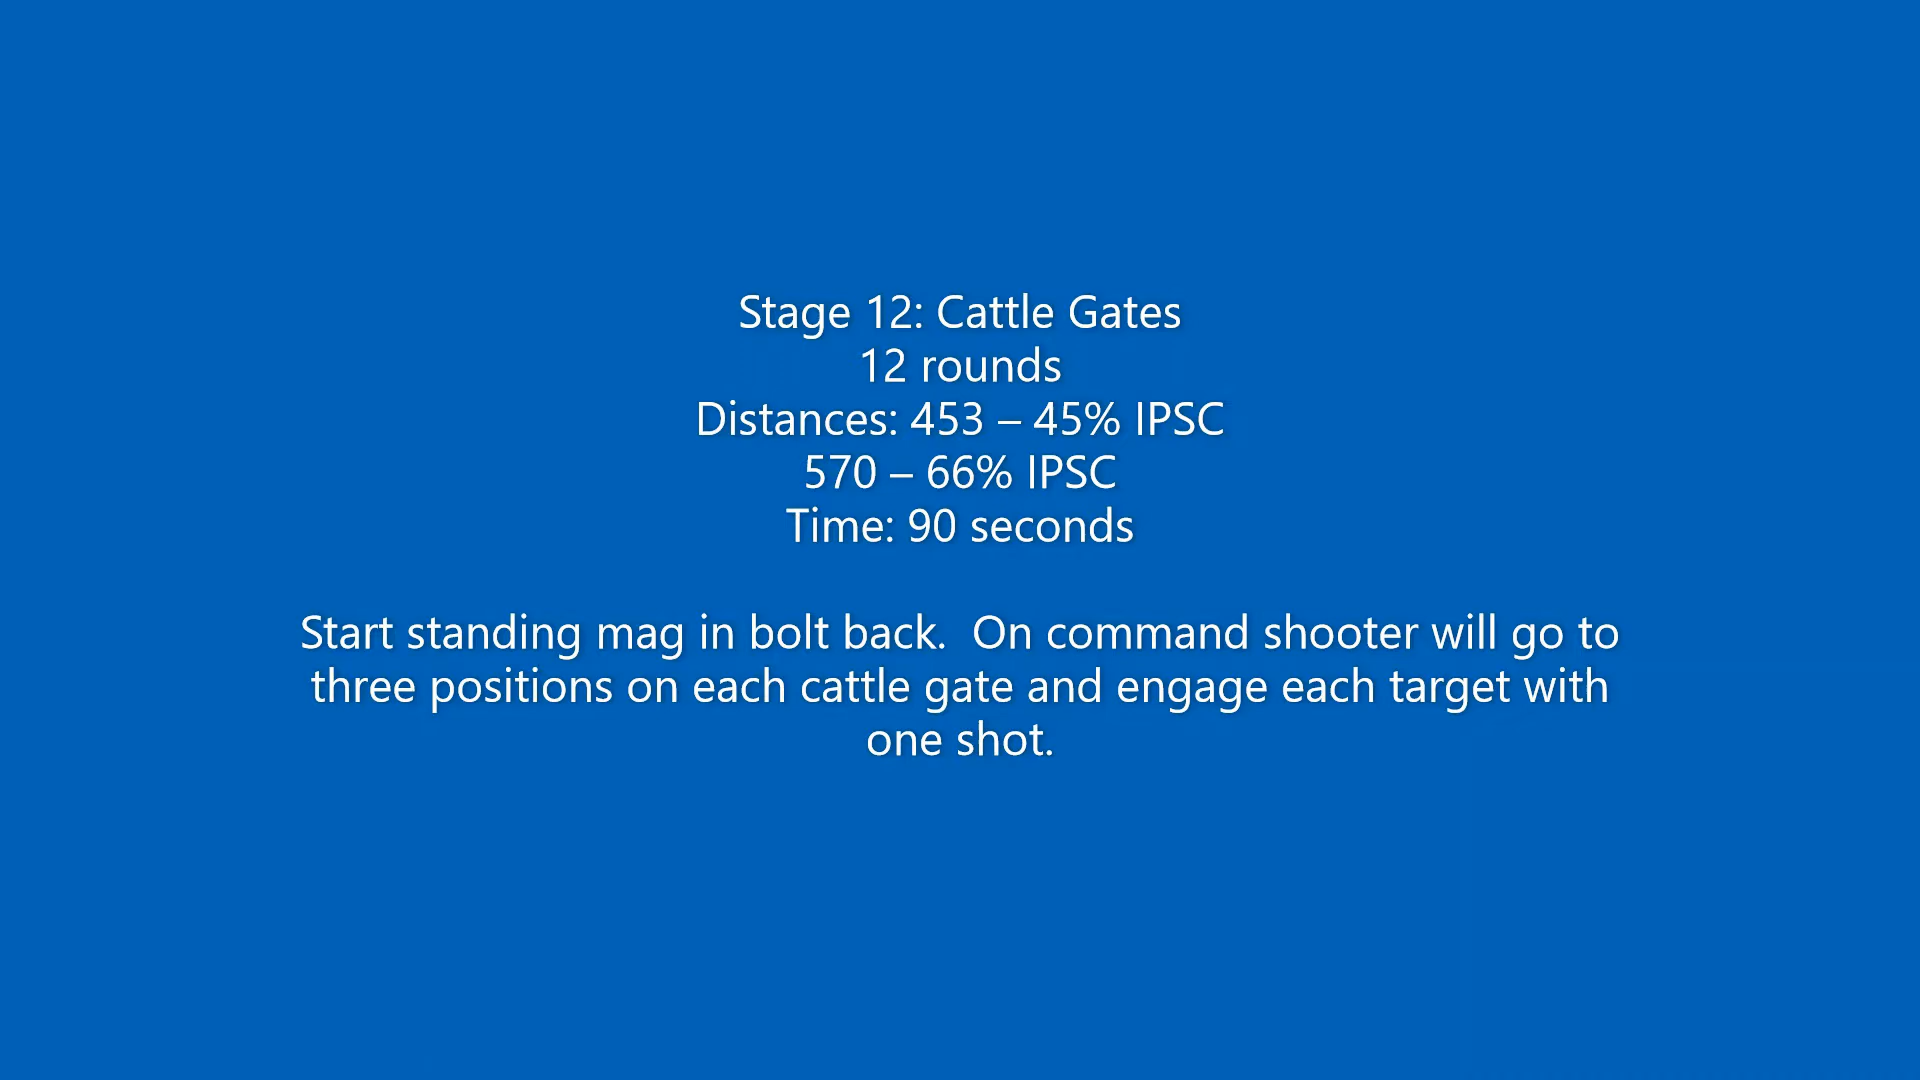 Stage 12: Cattle Gates
12 rounds
Distances: 453 – 45% IPSC
570 – 66% IPSC
Time: 90 seconds
Start standing mag in bolt back.  On command shooter will go to
three positions on each cattle gate and engage each target with
one shot.